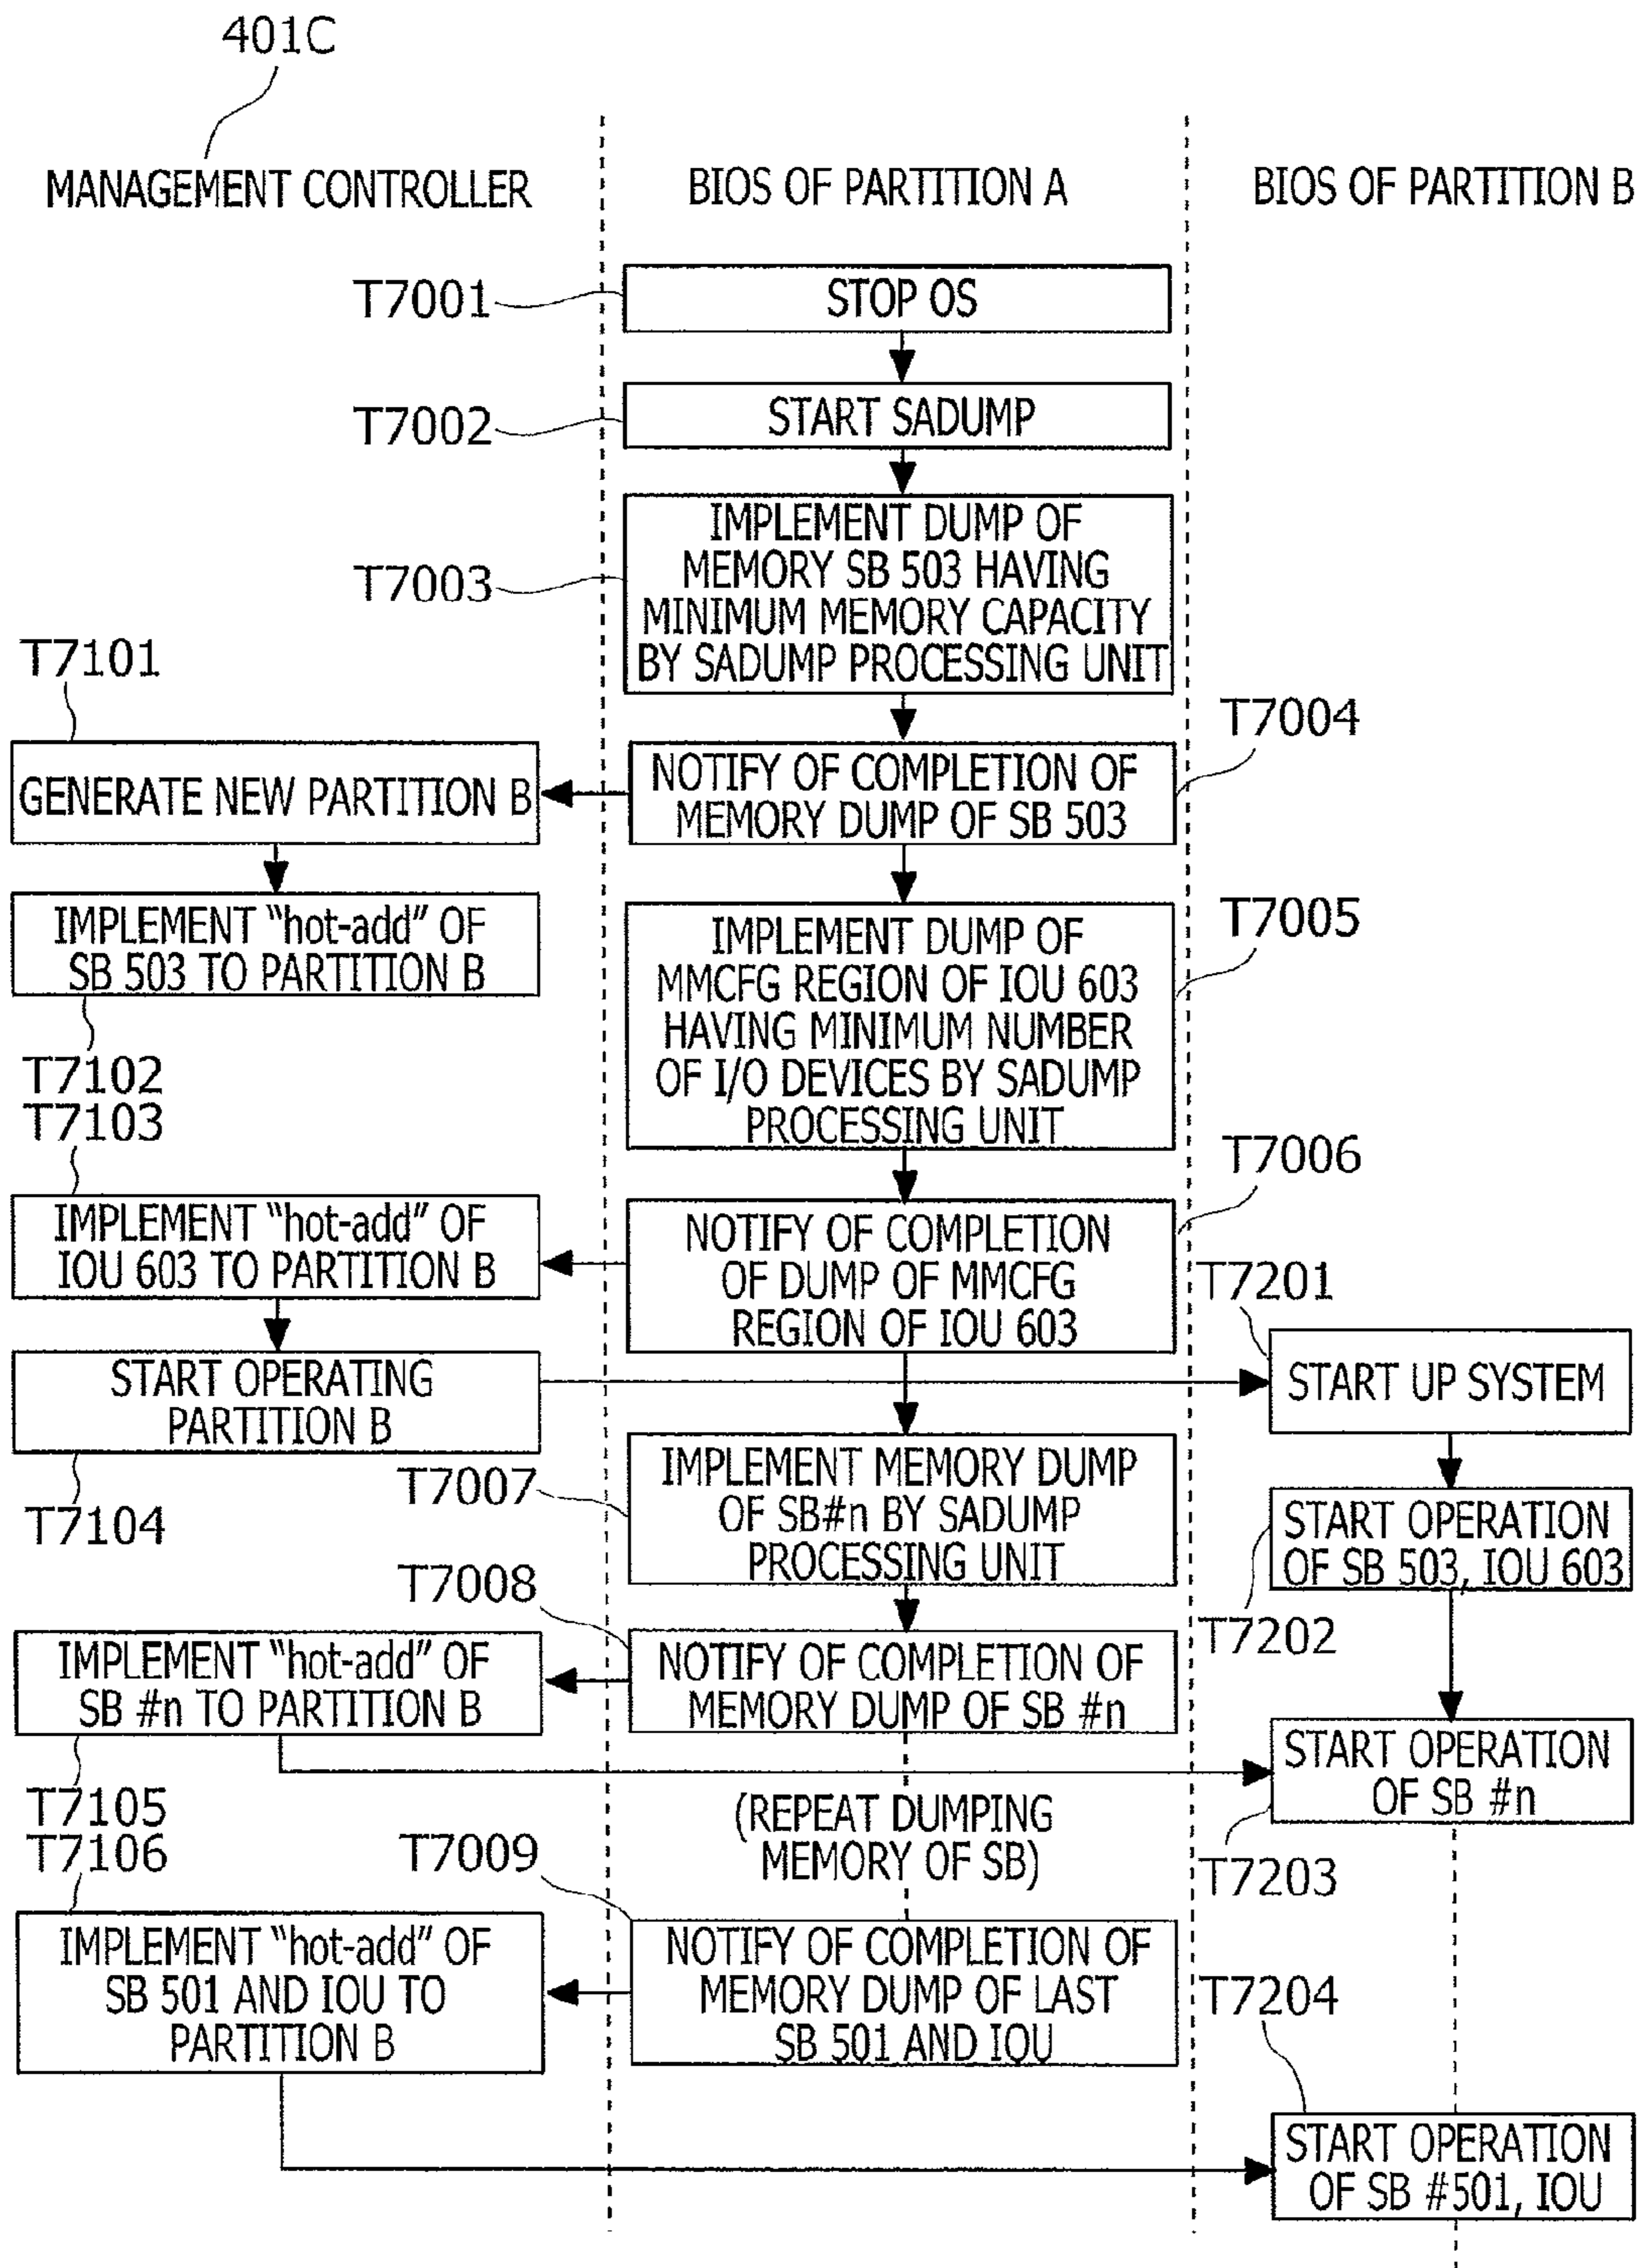 401C
MANAGEMENT CONTROLLER
BIOS OF PARTITION A
BIOS OF PARTITION B
T7001
STOP OS
T7002
START SADUMP
T7003
IMPLEMENT DUMP OF
MEMORY SB 503 HAVING
MINIMUM MEMORY CAPACITY
BY SADUMP PROCESSING UNIT
T7101
GENERATE NEW PARTITION B
T7004
NOTIFY OF COMPLETION OF
MEMORY DUMP OF SB 503
IMPLEMENT "hot-add" OF
SB 503 TO PARTITION B
T7102
T7005
IMPLEMENT DUMP OF
MMCFG REGION OF IOU 603
HAVING MINIMUM NUMBER
OF I/O DEVICES BY SADUMP
PROCESSING UNIT
T7103
IMPLEMENT "hot-add" OF
IOU 603 TO PARTITION B
T7006
NOTIFY OF COMPLETION
OF DUMP OF MMCFG
REGION OF IOU 603
T7201
START UP SYSTEM
START OPERATING
PARTITION B
T7104
T7007
IMPLEMENT MEMORY DUMP
OF SB#n BY SADUMP
PROCESSING UNIT
START OPERATION
OF SB 503, IOU 603
T7202
T7008
NOTIFY OF COMPLETION OF
MEMORY DUMP OF SB #n
IMPLEMENT "hot-add" OF
SB #n TO PARTITION B
T7105
START OPERATION
OF SB #n
T7203
(REPEAT DUMPING
MEMORY OF SB)
T7106
T7009
IMPLEMENT "hot-add" OF
SB 501 AND IOU TO
PARTITION B
NOTIFY OF COMPLETION OF
MEMORY DUMP OF LAST
SB 501 AND IOU
T7204
START OPERATION
OF SB #501, IOU